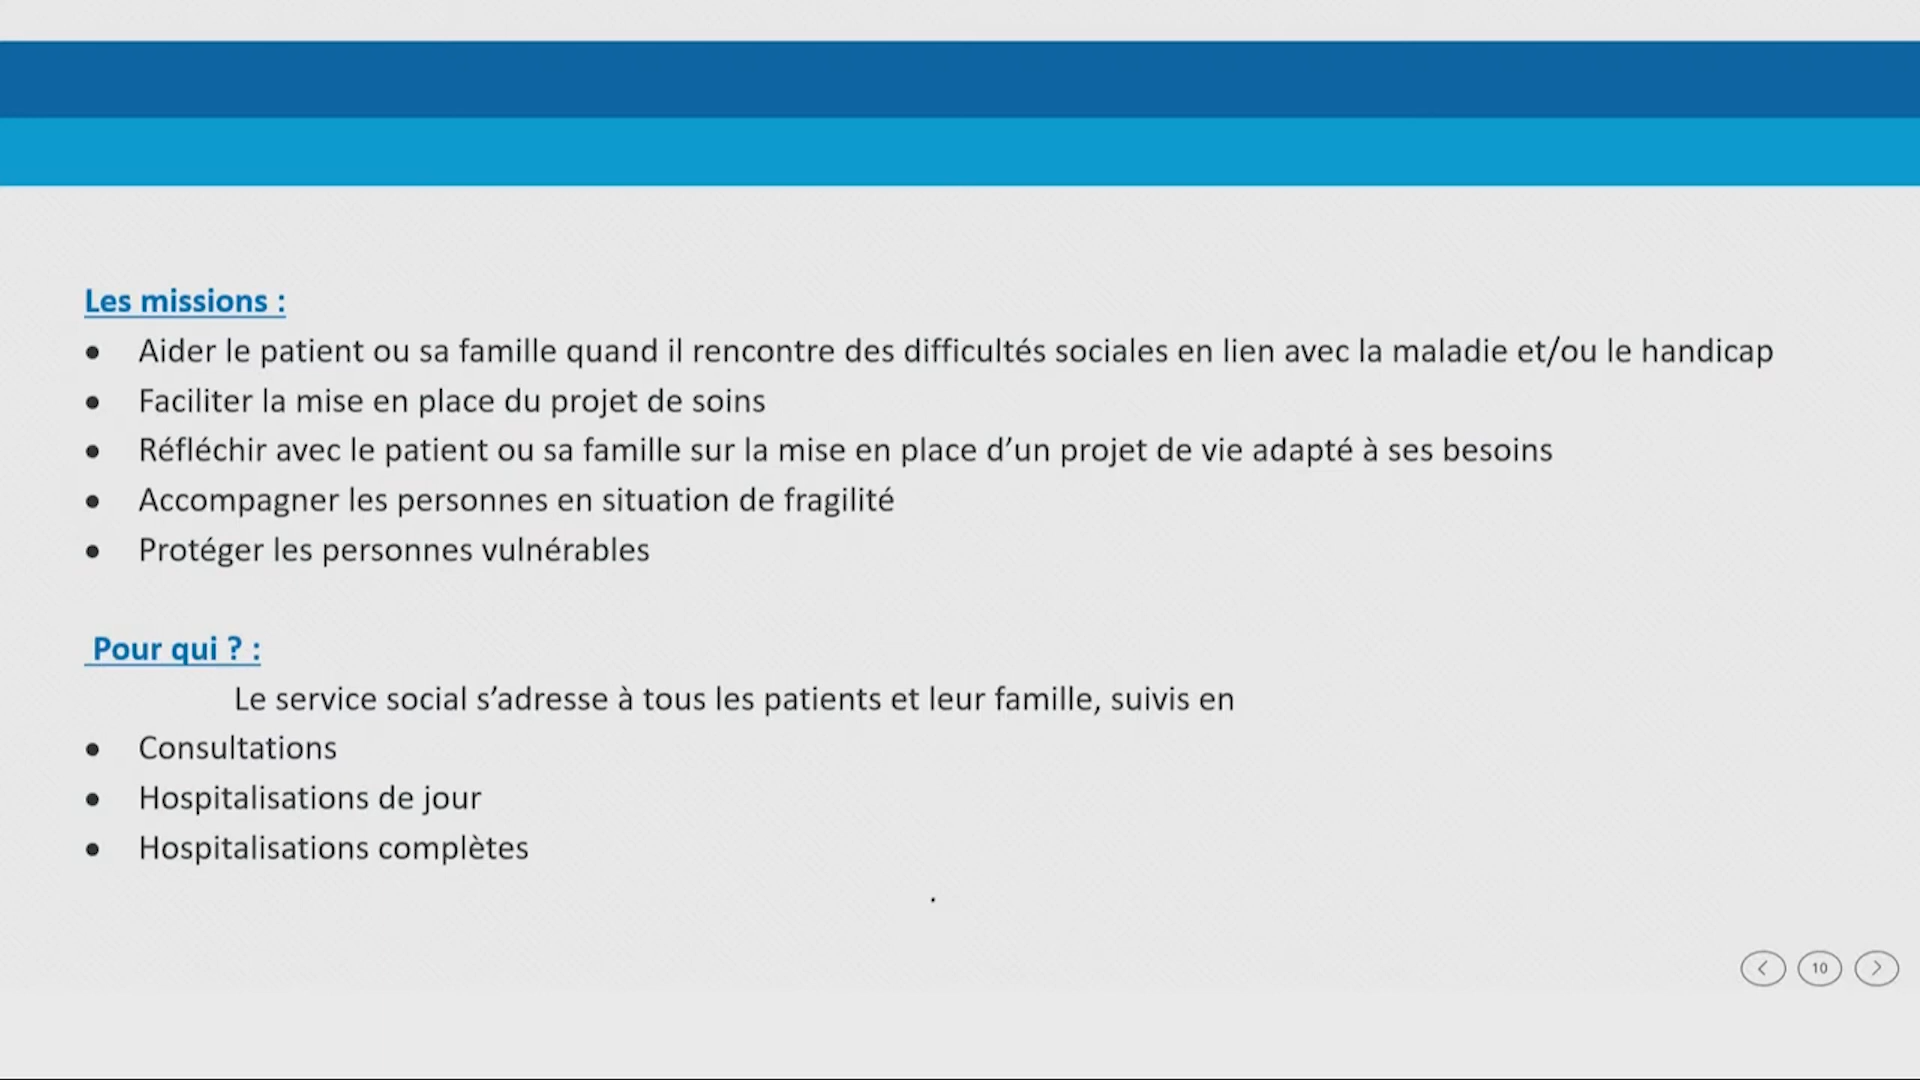 Les missions :
• Aider le patient ou sa famille quand il rencontre des difficultés sociales en lien avec la maladie et/ou le handicap
• Faciliter la mise en place du projet de soins
• Réfléchir avec le patient ou sa famille sur la mise en place d’un projet de vie adapté à ses besoins
• Accompagner les personnes en situation de fragilité
• Protéger les personnes vulnérables
Pour qui ? :
Le service social s’adresse à tous les patients et leur famille, suivis en
• Consultations
• Hospitalisations de jour
• Hospitalisations complètes
.
10